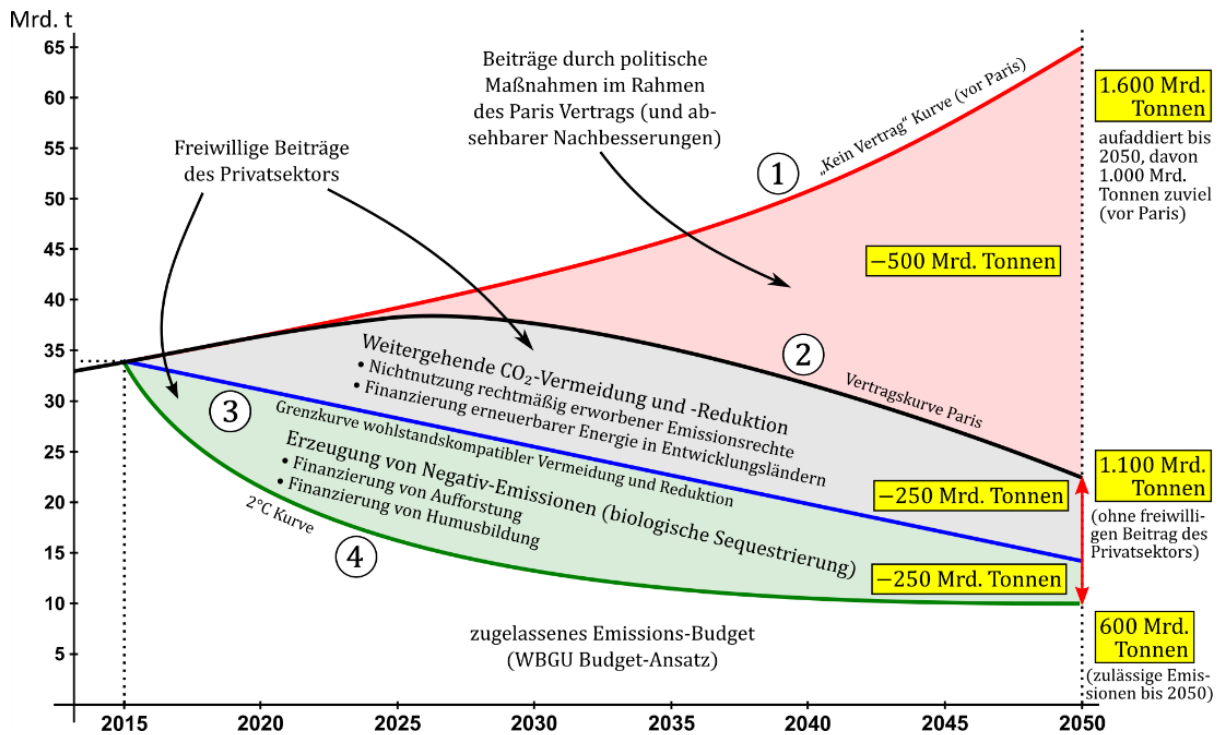 Mrd. t
65
60
55
50
45
40
34
30
25
20
15
10
5
2015
2020
2025
2030
2035
2040
2045
2050
Freiwillige Beiträge
des Privatsektors
Beiträge durch politische
Maßnahmen im Rahmen
des Paris Vertrags (und ab-
sehbarer Nachbesserungen)
1
„Kein Vertrag“ Kurve (vor Paris)
1.600 Mrd.
Tonnen
aufaddiert bis
2050, davon
1.000 Mrd.
Tonnen zuviel
(vor Paris)
−500 Mrd. Tonnen
2
Vertragskurve Paris
Weitergehende CO₂-Vermeidung und -Reduktion
• Nichtnutzung rechtmäßig erworbener Emissionsrechte
• Finanzierung erneuerbarer Energie in Entwicklungsländern
−250 Mrd. Tonnen
1.100 Mrd.
Tonnen
(ohne freiwilli-
gen Beitrag des
Privatsektors)
3
Grenzkurve wohlstandskompatibler Vermeidung und Reduktion
Erzeugung von Negativ-Emissionen (biologische Sequestrierung)
• Finanzierung von Aufforstung
• Finanzierung von Humusbildung
−250 Mrd. Tonnen
2°C Kurve
4
600 Mrd.
Tonnen
(zulässige Emis-
sionen bis 2050)
zugelassenes Emissions-Budget
(WBGU Budget-Ansatz)